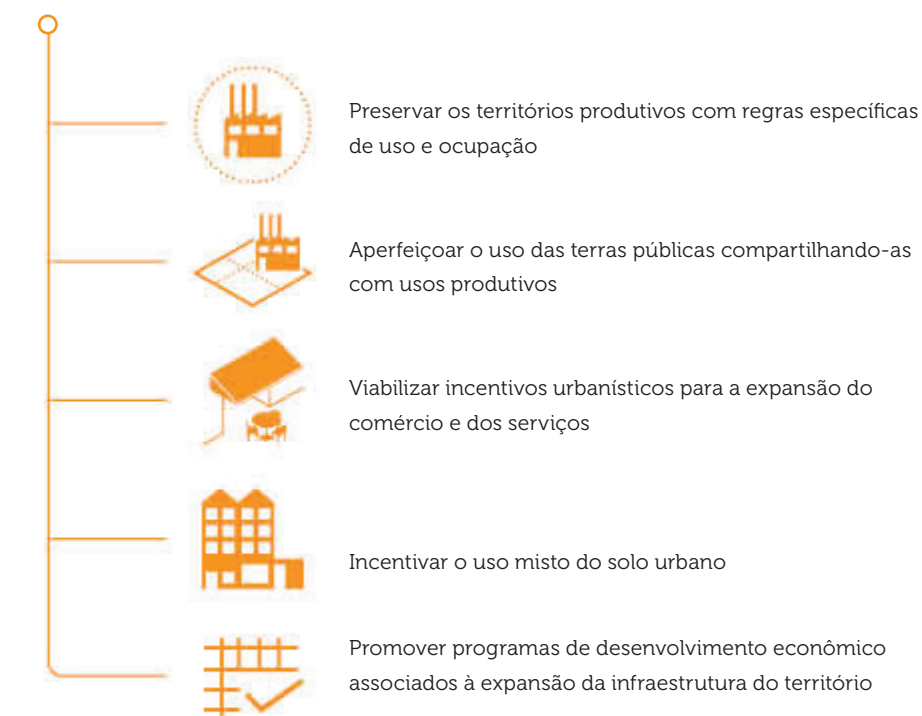 Preservar os territórios produtivos com regras específicas
de uso e ocupação
Aperfeiçoar o uso das terras públicas compartilhando-as
com usos produtivos
Viabilizar incentivos urbanísticos para a expansão do
comércio e dos serviços
Incentivar o uso misto do solo urbano
Promover programas de desenvolvimento econômico
associados à expansão da infraestrutura do território